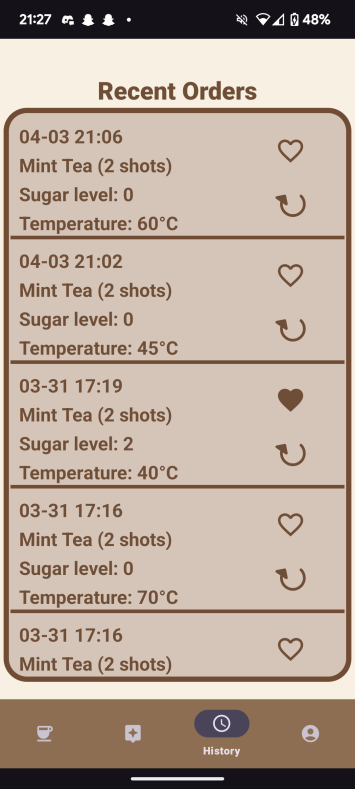 21:27
48%
Recent Orders
04-03 21:06
Mint Tea (2 shots)
Sugar level: 0
Temperature: 60°C
04-03 21:02
Mint Tea (2 shots)
Sugar level: 0
Temperature: 45°C
03-31 17:19
Mint Tea (2 shots)
Sugar level: 2
Temperature: 40°C
03-31 17:16
Mint Tea (2 shots)
Sugar level: 0
Temperature: 70°C
03-31 17:16
Mint Tea (2 shots)
History